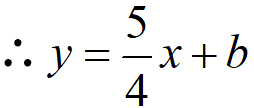 ∴ y = 5/4 x + b